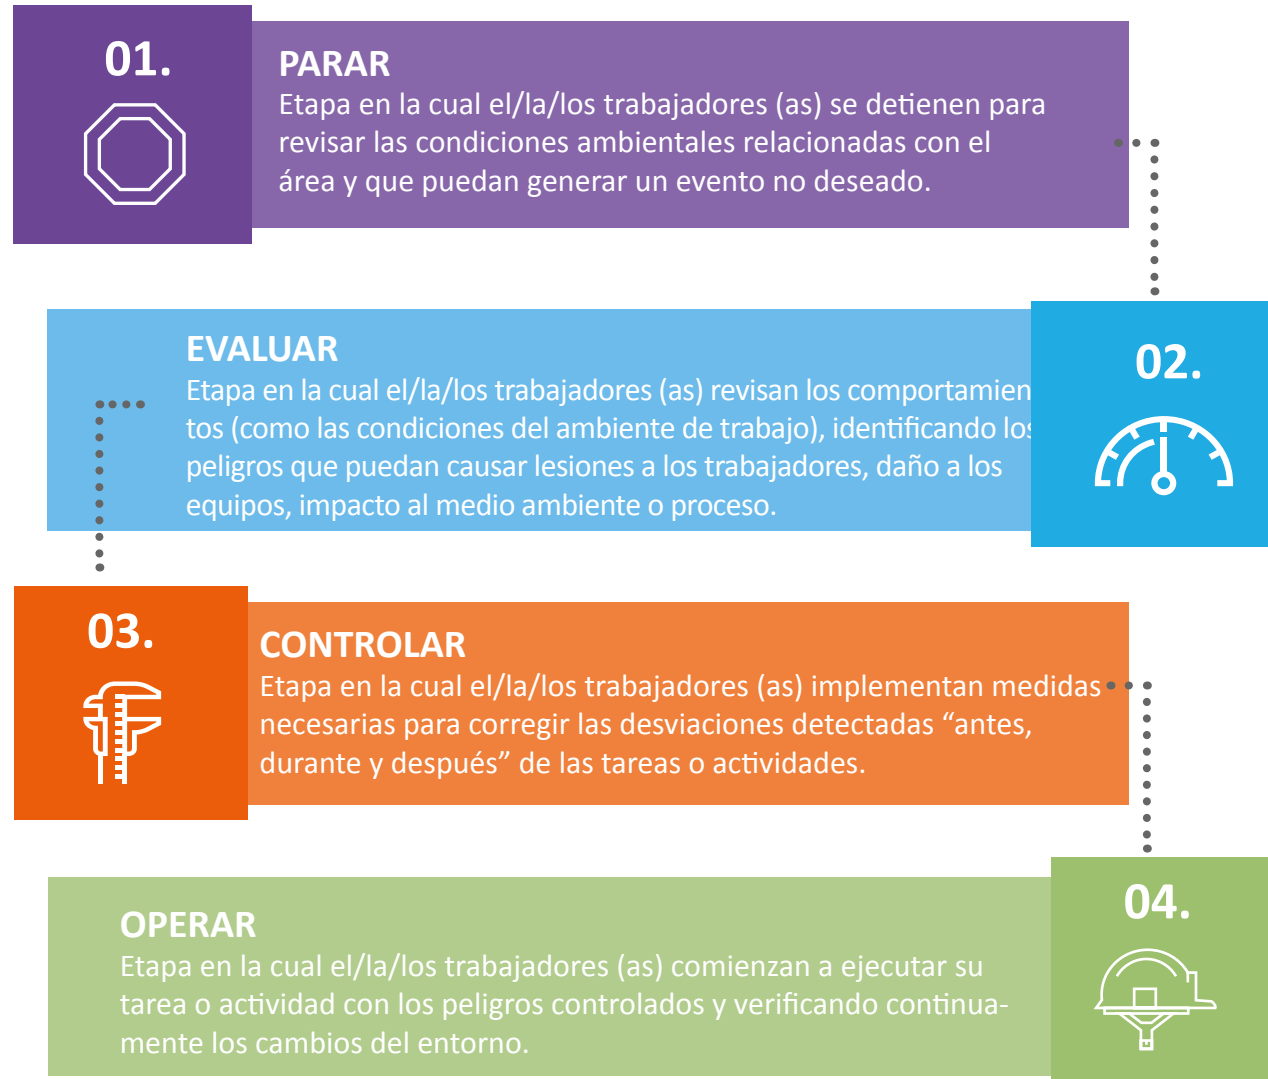 01.
PARAR
Etapa en la cual el/la/los trabajadores (as) se detienen para
revisar las condiciones ambientales relacionadas con el
área y que puedan generar un evento no deseado.
02.
EVALUAR
Etapa en la cual el/la/los trabajadores (as) revisan los comportamien
tos (como las condiciones del ambiente de trabajo), identificando los
peligros que puedan causar lesiones a los trabajadores, daño a los
equipos, impacto al medio ambiente o proceso.
03.
CONTROLAR
Etapa en la cual el/la/los trabajadores (as) implementan medidas
necesarias para corregir las desviaciones detectadas “antes,
durante y después” de las tareas o actividades.
04.
OPERAR
Etapa en la cual el/la/los trabajadores (as) comienzan a ejecutar su
tarea o actividad con los peligros controlados y verificando continua-
mente los cambios del entorno.